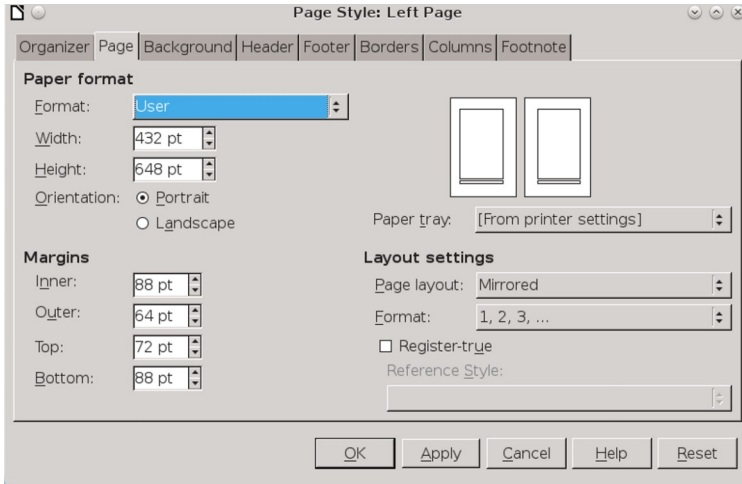 Page Style: Left Page
Organizer Page Background Header Footer Borders Columns Footnote
Paper format
Format: User
Width: 432 pt
Height: 648 pt
Orientation: Portrait
Landscape
Paper tray: [From printer settings]
Margins
Inner: 88 pt
Outer: 64 pt
Top: 72 pt
Bottom: 88 pt
Layout settings
Page layout: Mirrored
Format: 1, 2, 3, ...
Register-true
Reference Style:
OK Apply Cancel Help Reset